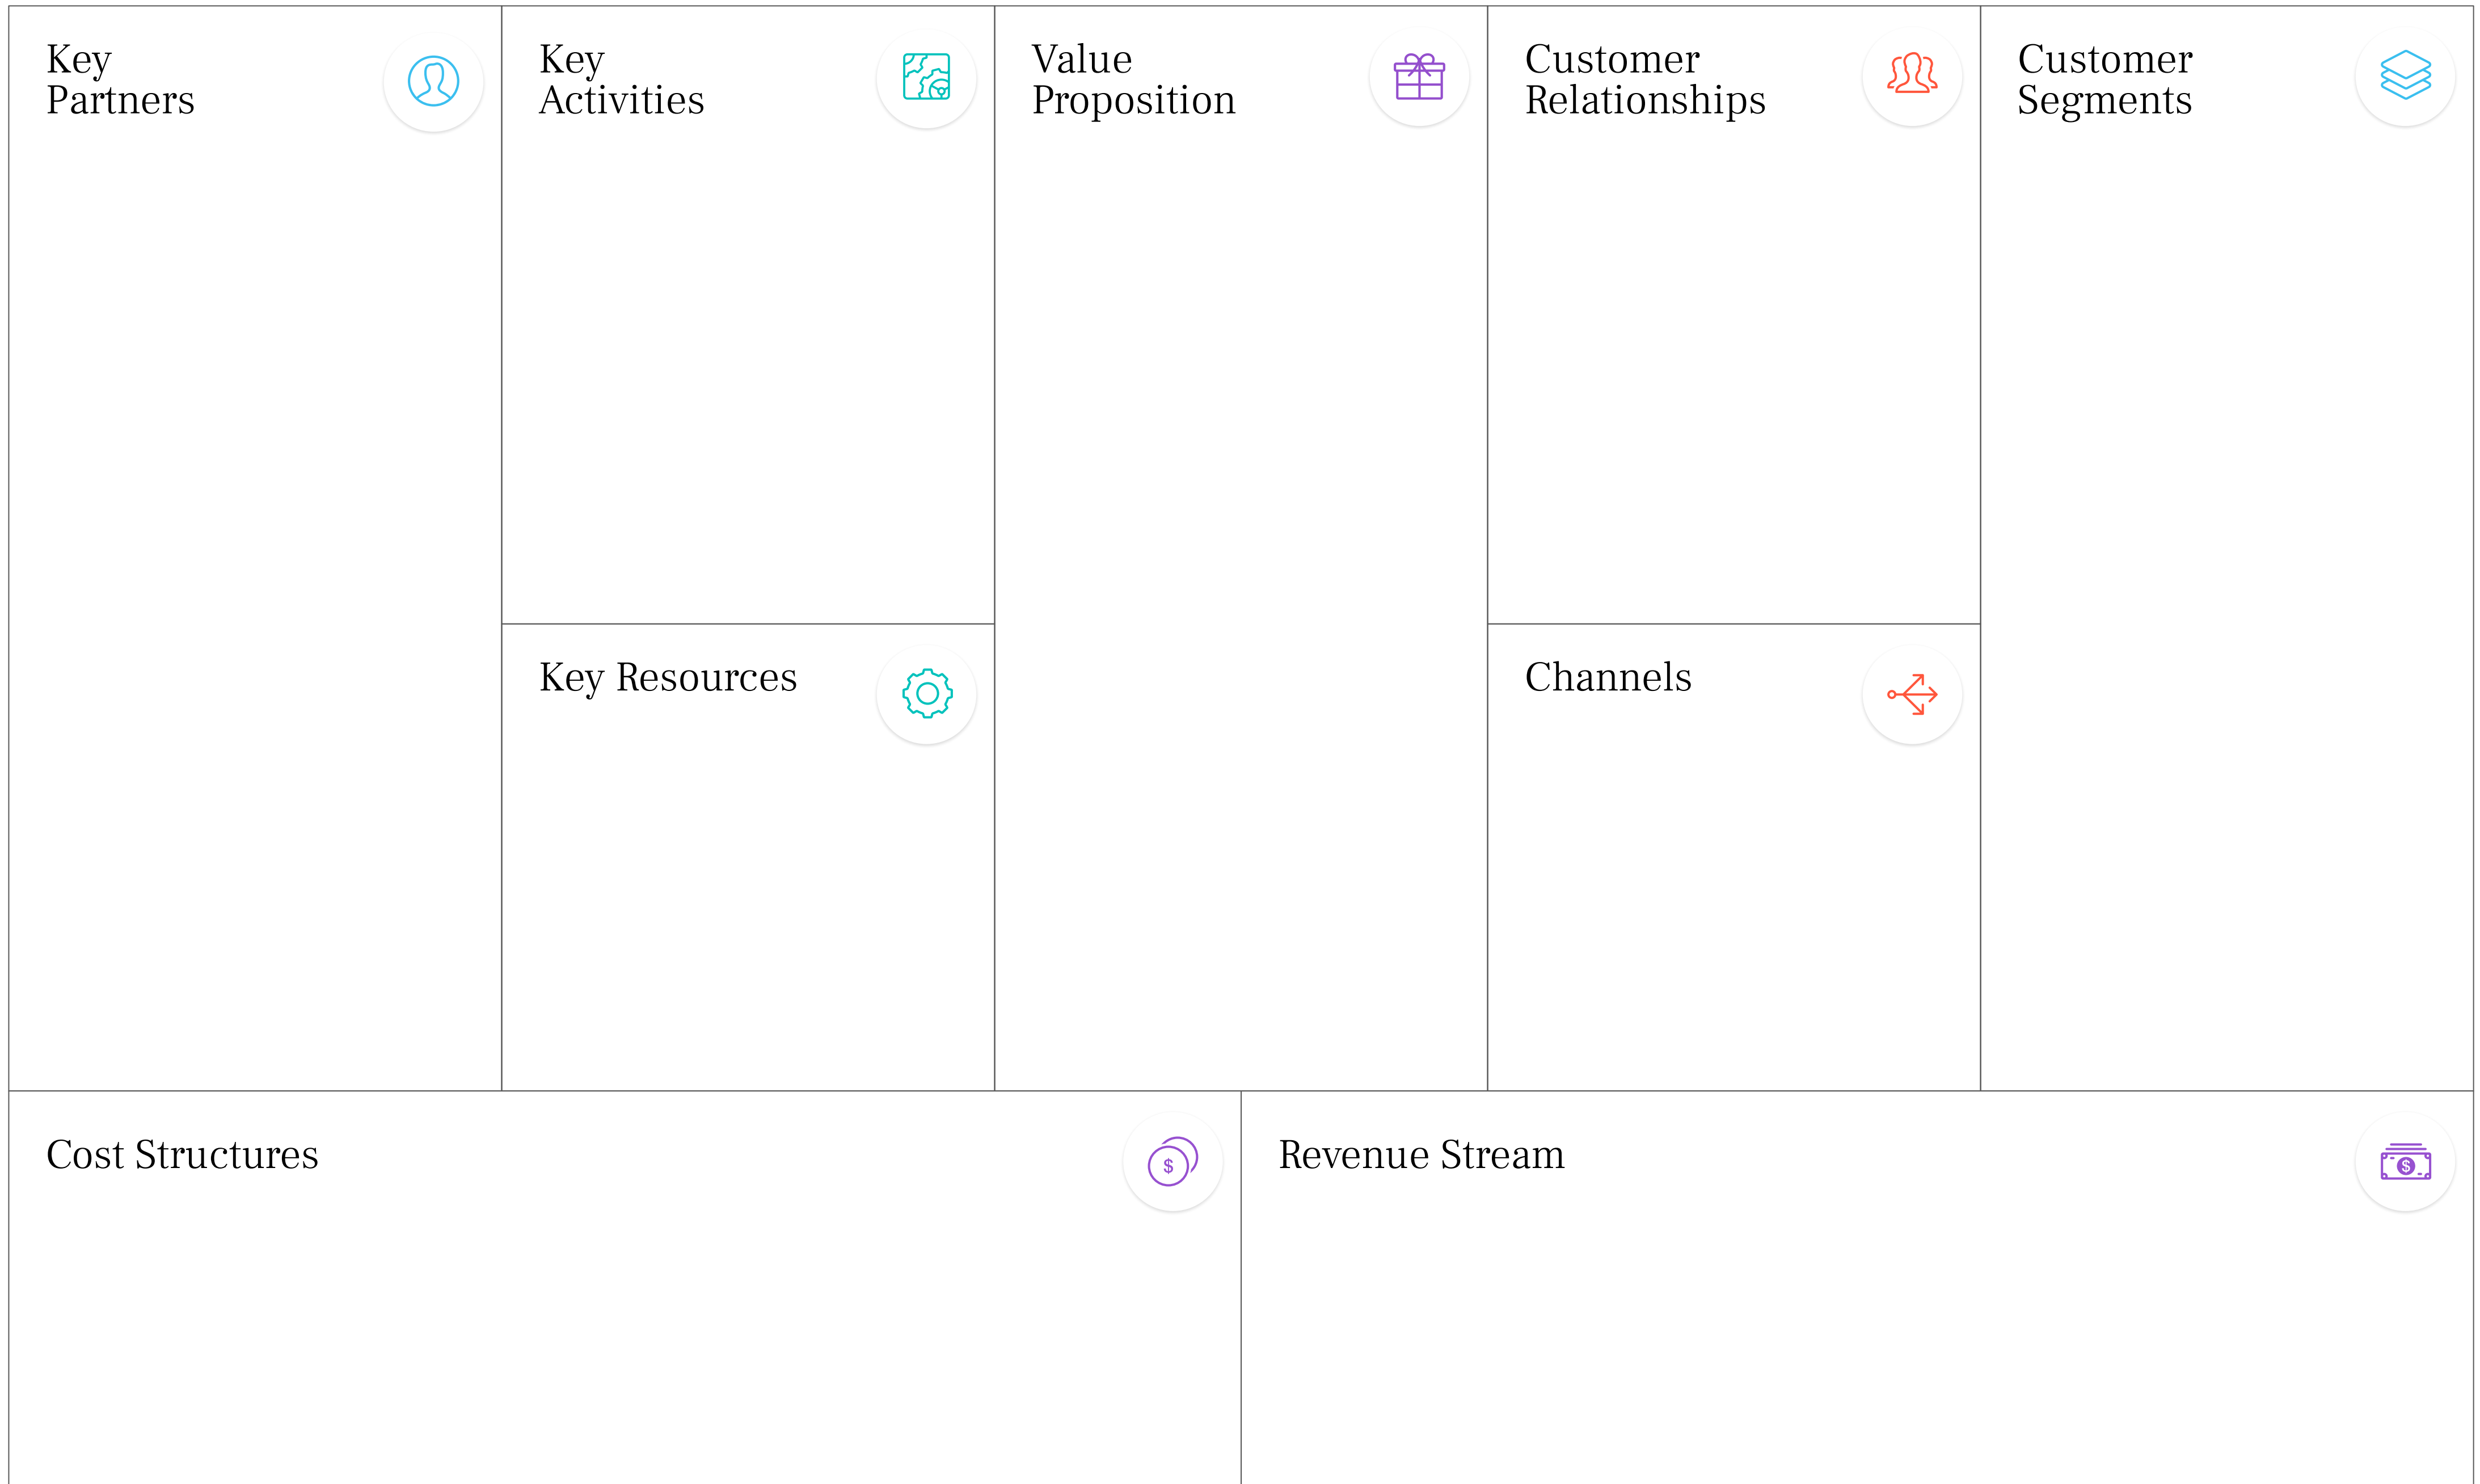 Key
Partners
Key
Activities
Value
Proposition
Customer
Relationships
Customer
Segments
Key Resources
Channels
Cost Structures
$
Revenue Stream
$